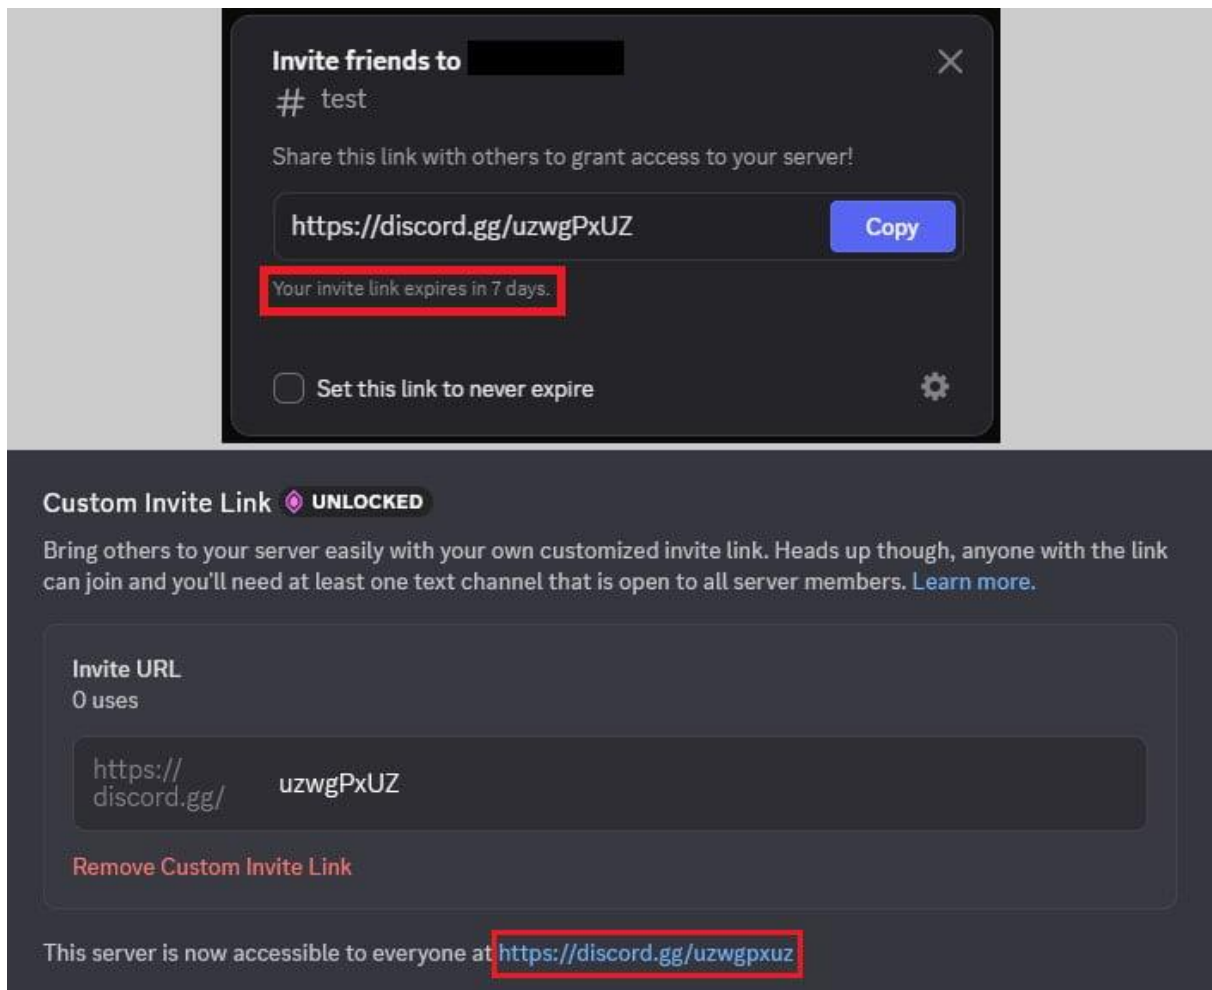 Invite friends to
# test
Share this link with others to grant access to your server!
https://discord.gg/uzwgPxUZ Copy
Your invite link expires in 7 days.
Set this link to never expire
Custom Invite Link UNLOCKED
Bring others to your server easily with your own customized invite link. Heads up though, anyone with the link
can join and you'll need at least one text channel that is open to all server members. Learn more.
Invite URL
0 uses
https://
discord.gg/ uzwgPxUZ
Remove Custom Invite Link
This server is now accessible to everyone at https://discord.gg/uzwgpxuz